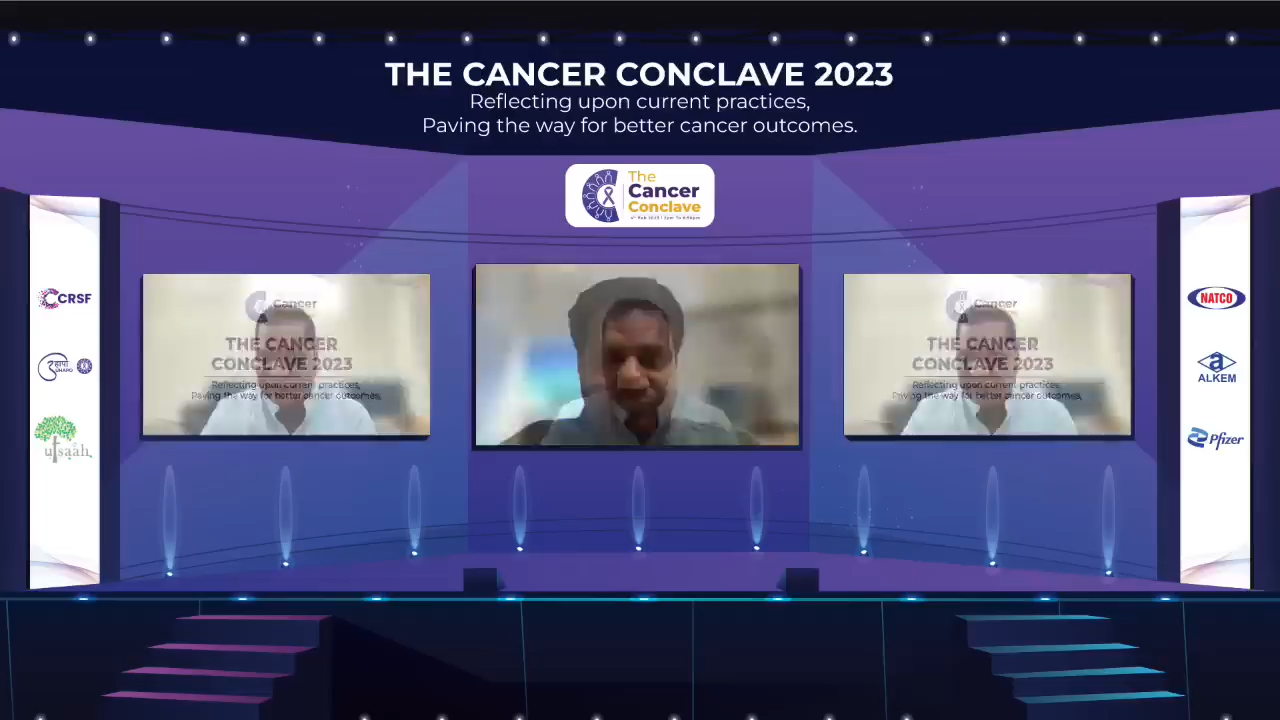 THE CANCER CONCLAVE 2023
Reflecting upon current practices,
Paving the way for better cancer outcomes.
The
Cancer
Conclave
CRSF
NATCO
Cancer
THE CANCER
CONCLAVE 2023
Reflecting upon current practices,
Paving the way for better cancer outcomes.
Cancer
THE CANCER
CONCLAVE 2023
Reflecting upon current practices,
Paving the way for better cancer outcomes.
DHAPO
ALKEM
utsaah
Pfizer